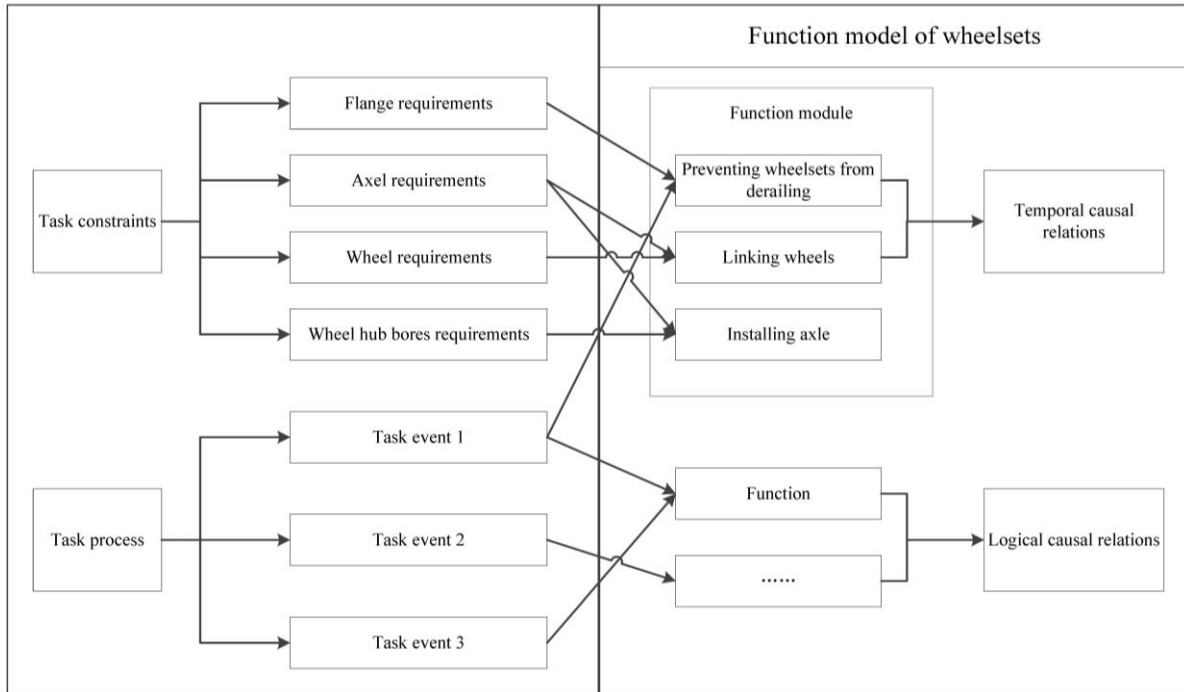 Function model of wheelsets
Flange requirements
Function module
Axel requirements
Preventing wheelsets from
derailing
Task constraints
Temporal causal
relations
Wheel requirements
Linking wheels
Wheel hub bores requirements
Installing axle
Task event 1
Function
Task process
Task event 2
Logical causal relations
......
Task event 3